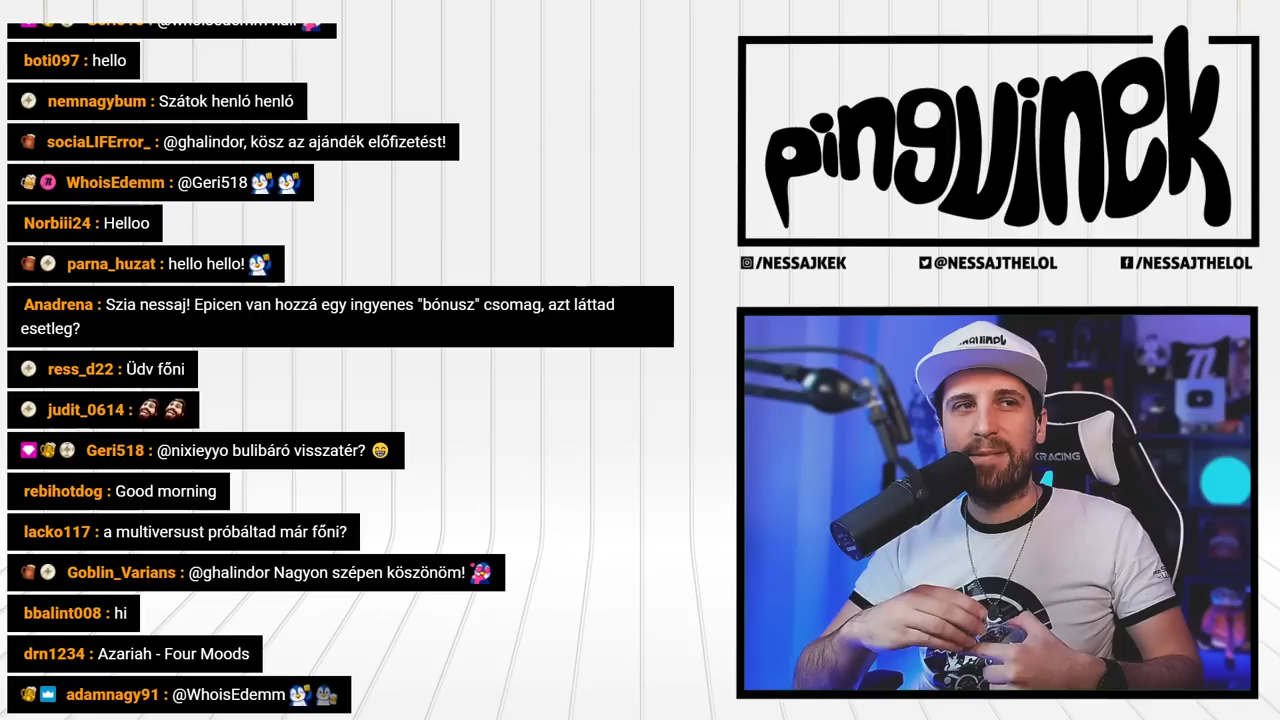 boti097 : hello
nemnagybum : Szátok henló henló
sociaLIFError_ : @ghalindor, kösz az ajándék előfizetést!
WhoisEdemm : @Geri518
Norbiii24 : Helloo
parna_huzat : hello hello!
Anadrena : Szia nessaj! Epicen van hozzá egy ingyenes "bónusz" csomag, azt láttad
esetleg?
ress_d22 : Üdv főni
judit_0614 :
Geri518 : @nixieyyo bulibáró visszatér? 😁
rebihotdog : Good morning
lacko117 : a multiversust próbáltad már főni?
Goblin_Varians : @ghalindor Nagyon szépen köszönöm!
bbalint008 : hi
drn1234 : Azariah - Four Moods
adamnagy91 : @WhoisEdemm
pingvinek
/NESSAJKEK
@NESSAJTHELOL
/NESSAJTHELOL